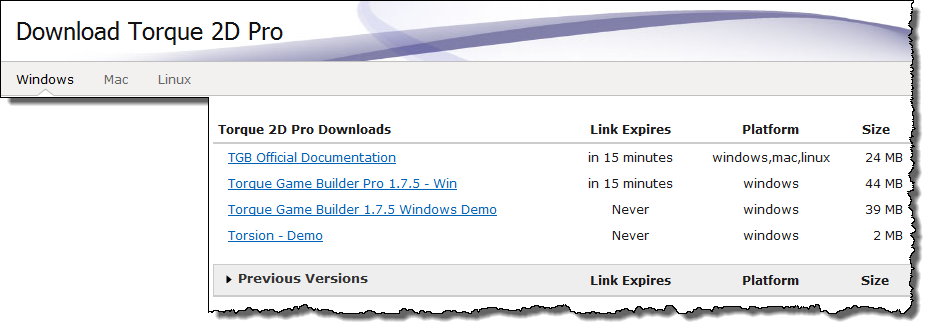 Download Torque 2D Pro
Windows Mac Linux
Torque 2D Pro Downloads Link Expires Platform Size
TGB Official Documentation in 15 minutes windows,mac,linux 24 MB
Torque Game Builder Pro 1.7.5 - Win in 15 minutes windows 44 MB
Torque Game Builder 1.7.5 Windows Demo Never windows 39 MB
Torsion - Demo Never windows 2 MB
Previous Versions Link Expires Platform Size